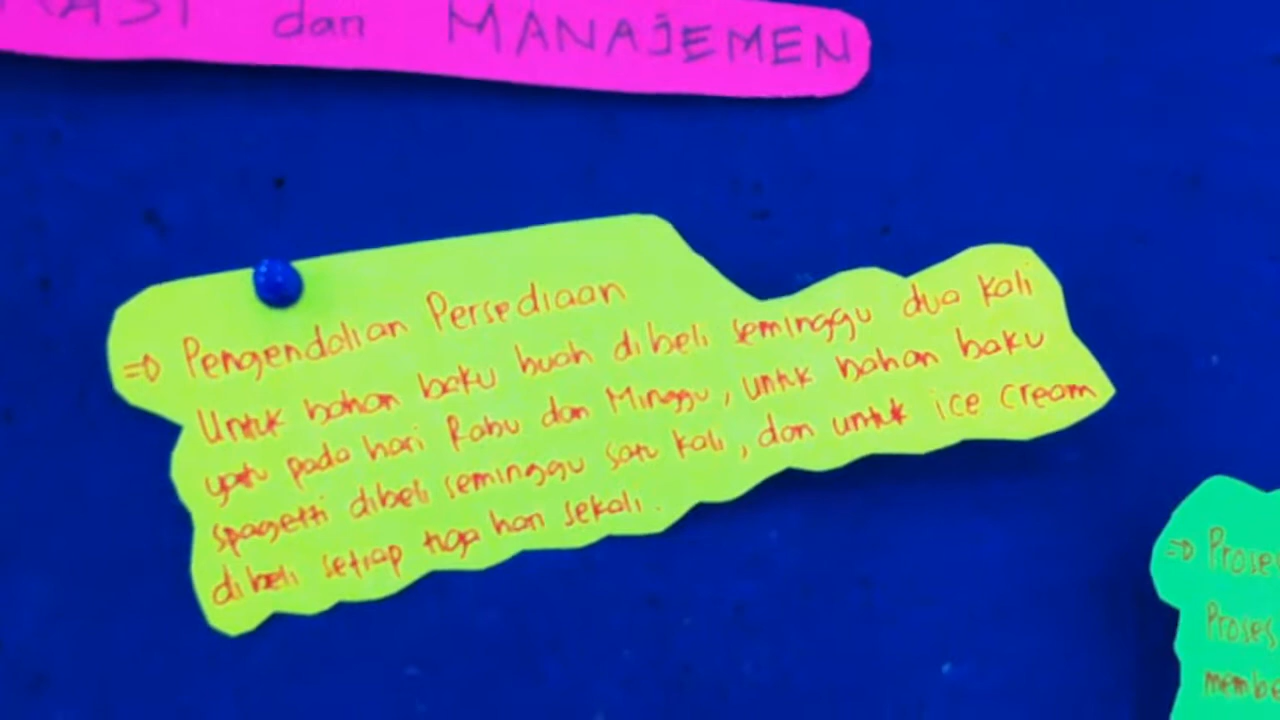 dan MANAJEMEN
=> Pengendalian Persediaan
Untuk bahan baku buah dibeli seminggu dua kali
yaitu pada hari Rabu dan Minggu, untuk bahan baku
spagetti dibeli seminggu satu kali, dan untuk ice cream
dibeli setiap tiga hari sekali.
=> Proses
Proses
membe